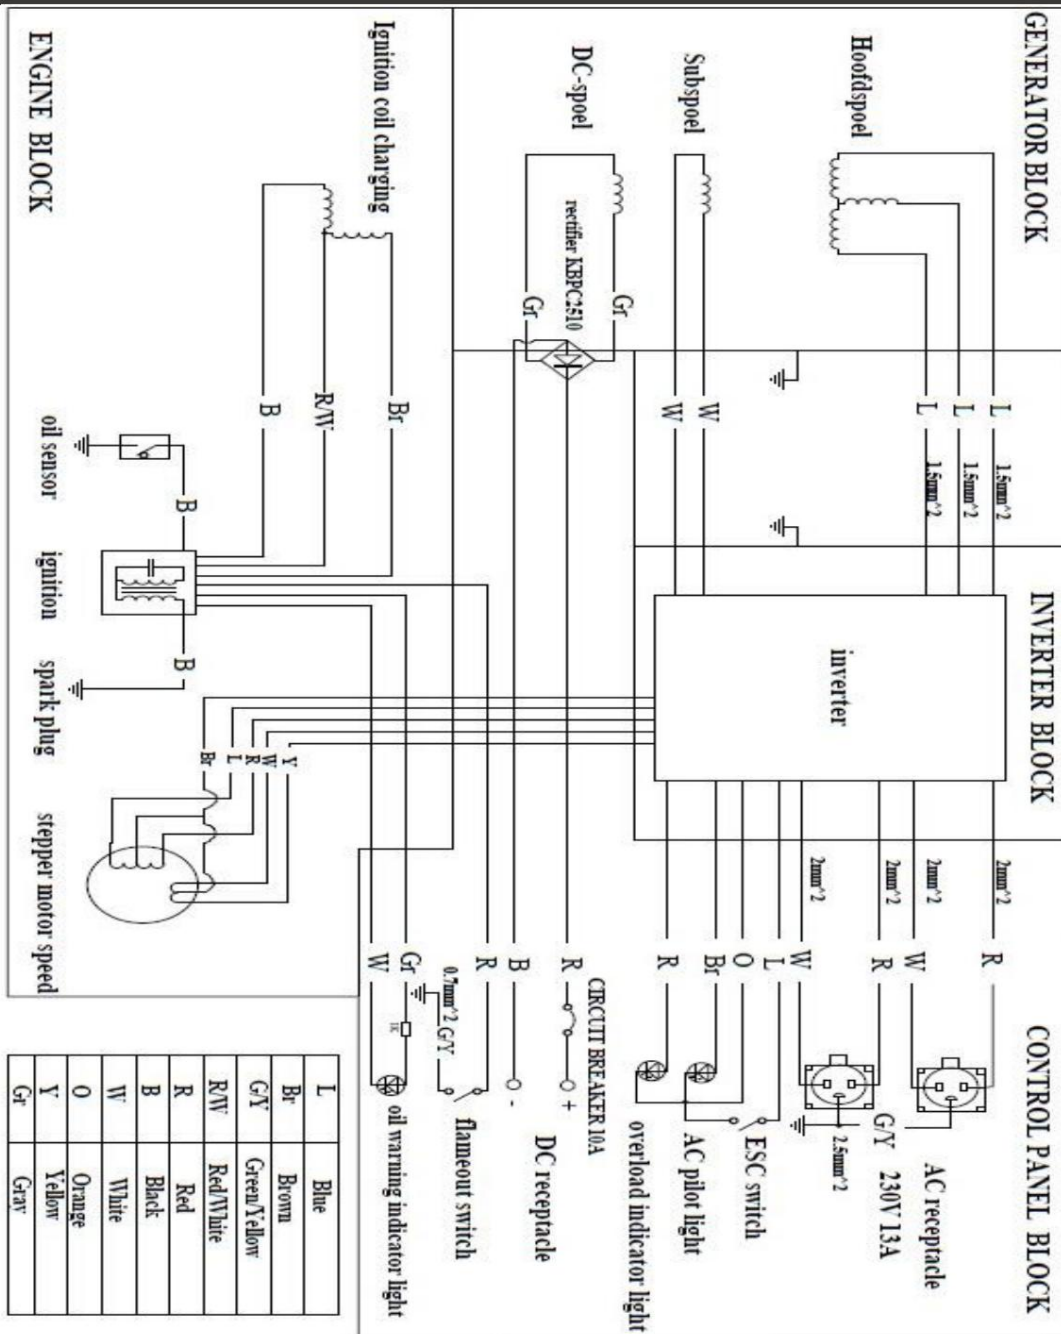 GENERATOR BLOCK
INVERTER BLOCK
CONTROL PANEL BLOCK
ENGINE BLOCK
Hoofdspoel
Subspoel
DC-spoel
Ignition coil charging
rectifier KBPC2510
Gr
Gr
L
L
L
1.5mm^2
1.5mm^2
1.5mm^2
W
W
Br
R/W
B
inverter
2mm^2
2mm^2
2mm^2
2mm^2
R
W
R
W
L
O
Br
R
AC receptacle
230V 13A
G/Y
2.5mm^2
ESC switch
AC pilot light
overload indicator light
CIRCUIT BREAKER 10A
R
B
+
-
DC receptacle
R
0.7mm^2
G/Y
flameout switch
Gr
W
1K
oil warning indicator light
oil sensor
B
ignition
B
spark plug
Y
W
R
L
Br
stepper motor speed
L Blue
Br Brown
G/Y Green/Yellow
R/W Red/White
R Red
B Black
W White
O Orange
Y Yellow
Gr Gray